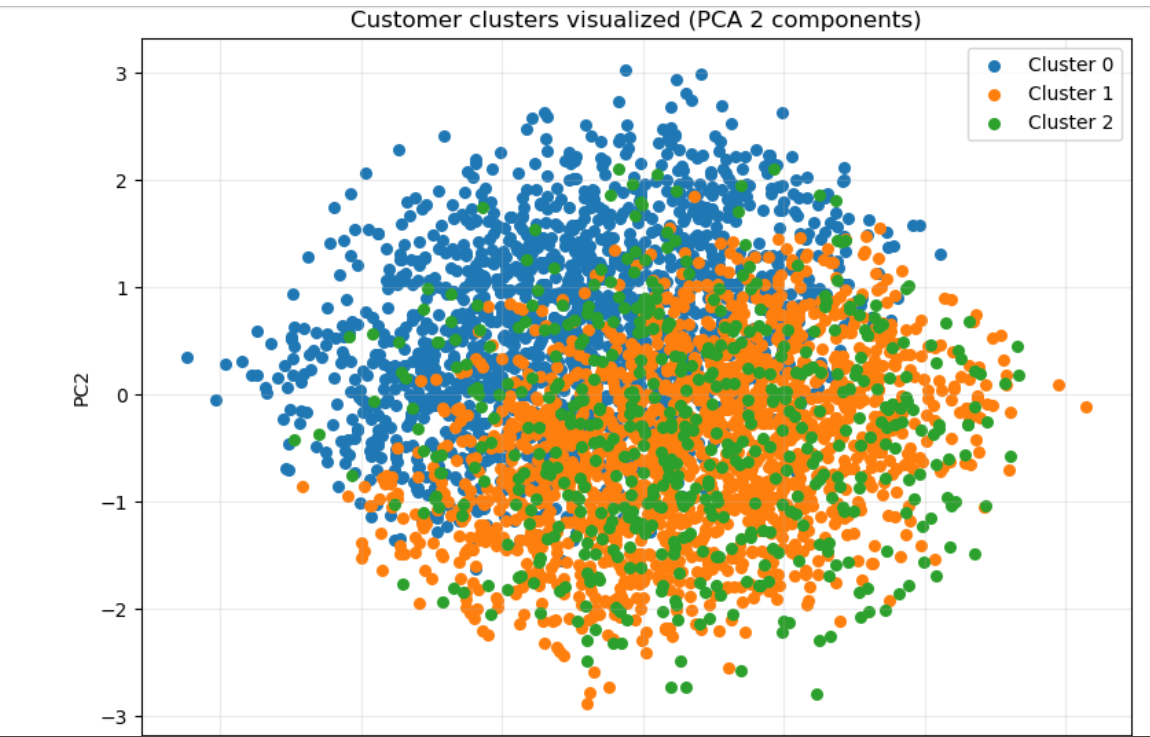 Customer clusters visualized (PCA 2 components)
Cluster 0
Cluster 1
Cluster 2
3
2
1
0
−1
−2
−3
PC2